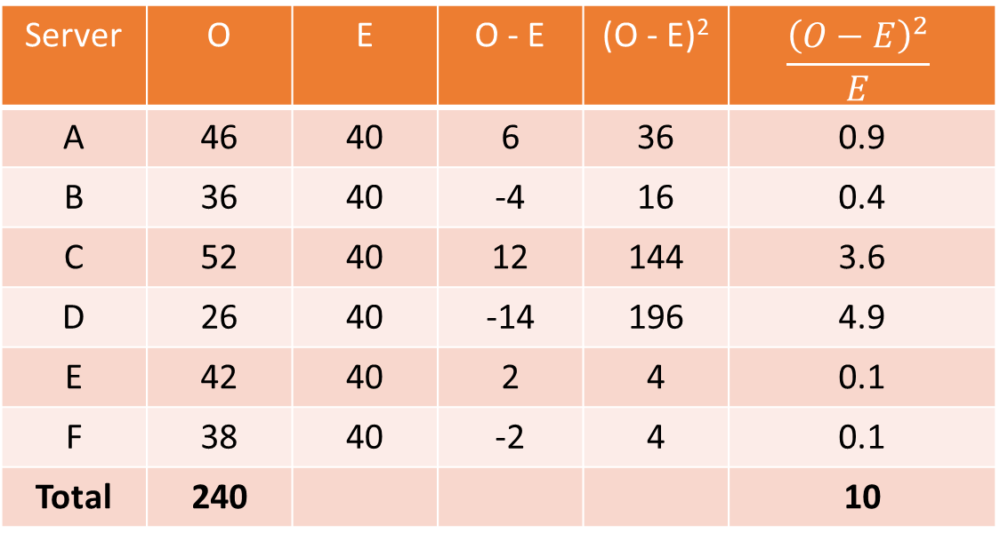 Server O E O - E (O - E)² (O − E)²/E
A 46 40 6 36 0.9
B 36 40 -4 16 0.4
C 52 40 12 144 3.6
D 26 40 -14 196 4.9
E 42 40 2 4 0.1
F 38 40 -2 4 0.1
Total 240 10